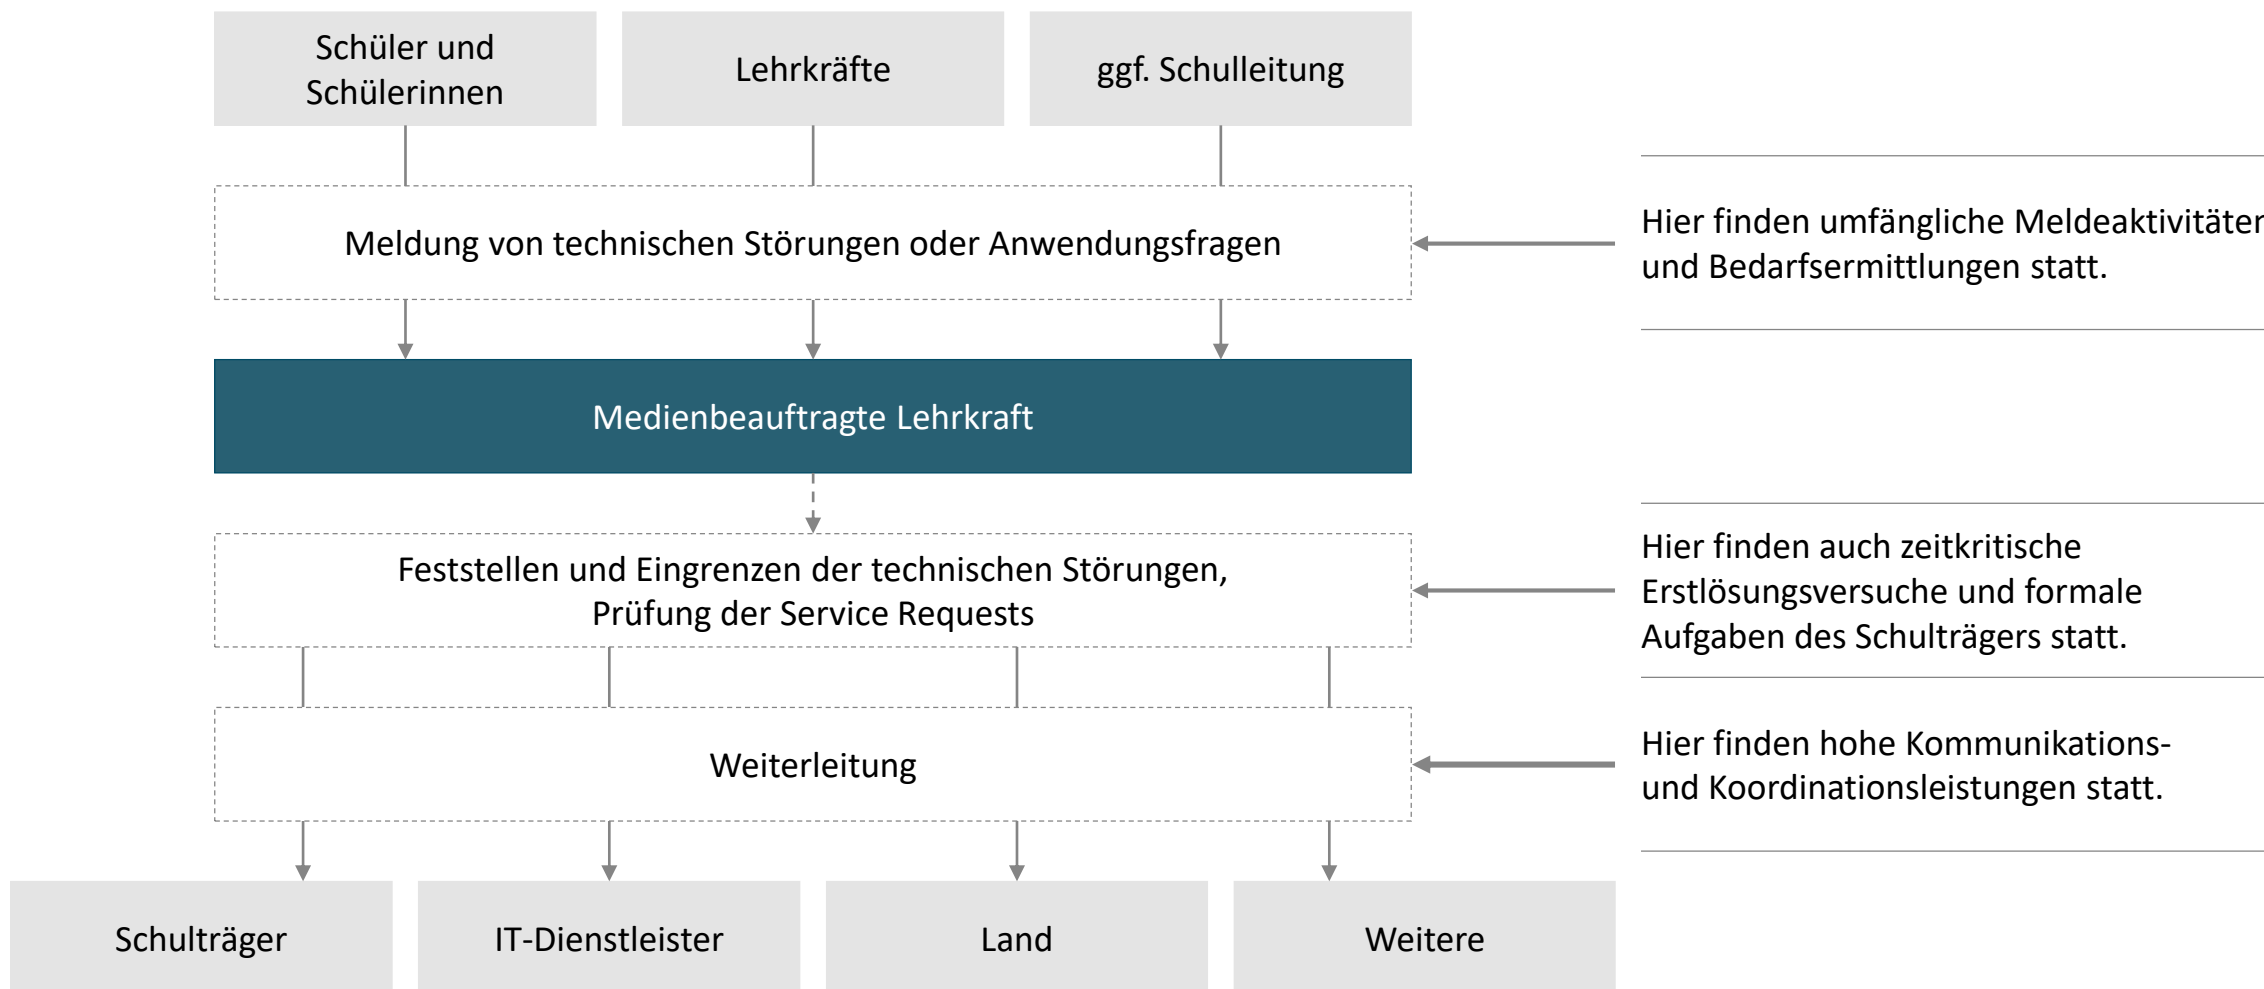 Schüler und
Schülerinnen
Lehrkräfte
ggf. Schulleitung
Meldung von technischen Störungen oder Anwendungsfragen
Hier finden umfängliche Meldeaktivitäten
und Bedarfsermittlungen statt.
Medienbeauftragte Lehrkraft
Feststellen und Eingrenzen der technischen Störungen,
Prüfung der Service Requests
Hier finden auch zeitkritische
Erstlösungsversuche und formale
Aufgaben des Schulträgers statt.
Weiterleitung
Hier finden hohe Kommunikations-
und Koordinationsleistungen statt.
Schulträger
IT-Dienstleister
Land
Weitere